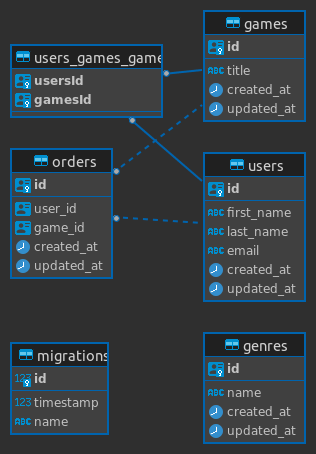 games
id
title
created_at
updated_at
users_games_game
usersId
gamesId
orders
id
user_id
game_id
created_at
updated_at
users
id
first_name
last_name
email
created_at
updated_at
migrations
id
timestamp
name
genres
id
name
created_at
updated_at